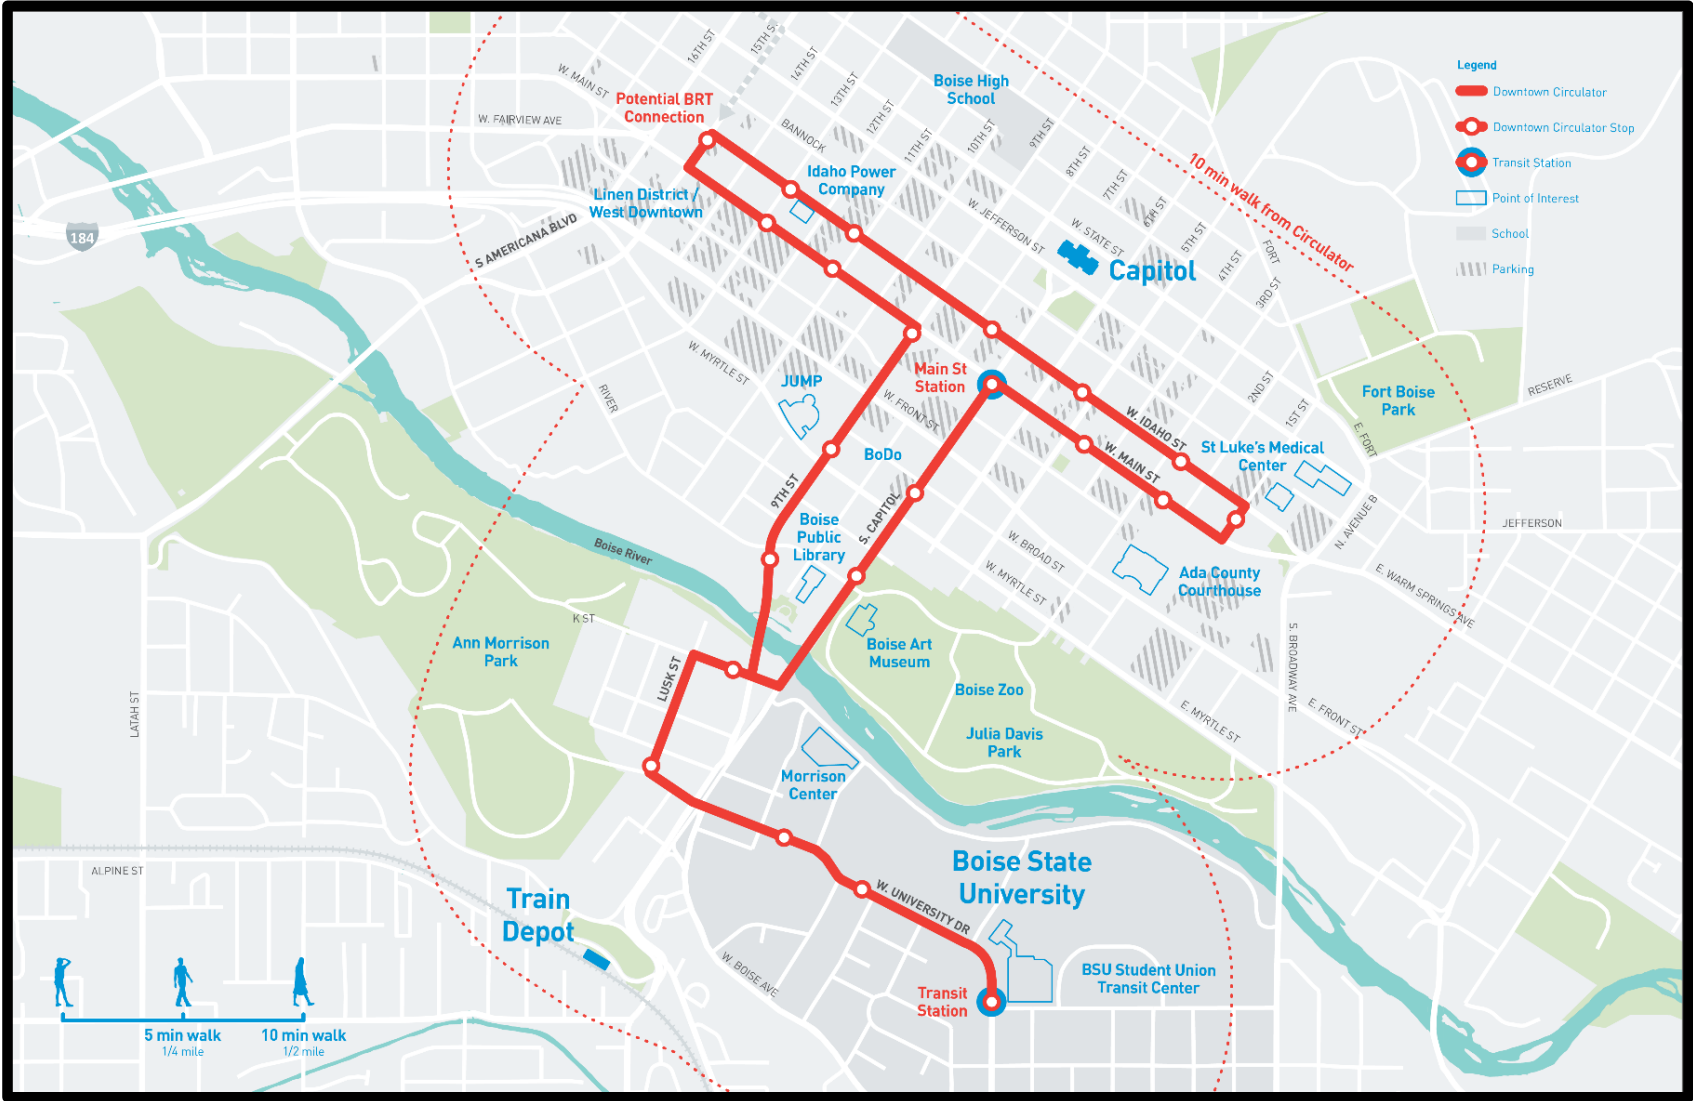 Legend
Downtown Circulator
Downtown Circulator Stop
Transit Station
Point of Interest
School
Parking
16TH ST
15TH S
14TH ST
13TH ST
12TH ST
11TH ST
10TH ST
9TH ST
8TH ST
7TH ST
6TH ST
5TH ST
4TH ST
3RD ST
2ND ST
1ST ST
FORT
W. MAIN ST
W. FAIRVIEW AVE
Potential BRT
Connection
BANNOCK
Boise High
School
10 min walk from Circulator
Idaho Power
Company
Linen District /
West Downtown
W. JEFFERSON ST
W. STATE ST
Capitol
184
S AMERICANA BLVD
W. MYRTLE ST
RIVER
JUMP
W. FRONT ST
Main St
Station
BoDo
W. IDAHO ST
W. MAIN ST
St Luke's Medical
Center
Fort Boise
Park
RESERVE
E. FORT
N. AVENUE B
JEFFERSON
E. WARM SPRINGS AVE
9TH ST
S. CAPITOL
Boise
Public
Library
Boise River
W. BROAD ST
W. MYRTLE ST
Ada County
Courthouse
K ST
Ann Morrison
Park
LUSK ST
Boise Art
Museum
Boise Zoo
Julia Davis
Park
S. BROADWAY AVE
E. MYRTLE ST
E. FRONT ST
LATAH ST
Morrison
Center
ALPINE ST
Boise State
University
Train
Depot
W. UNIVERSITY DR
W. BOISE AVE
Transit
Station
BSU Student Union
Transit Center
5 min walk
1/4 mile
10 min walk
1/2 mile